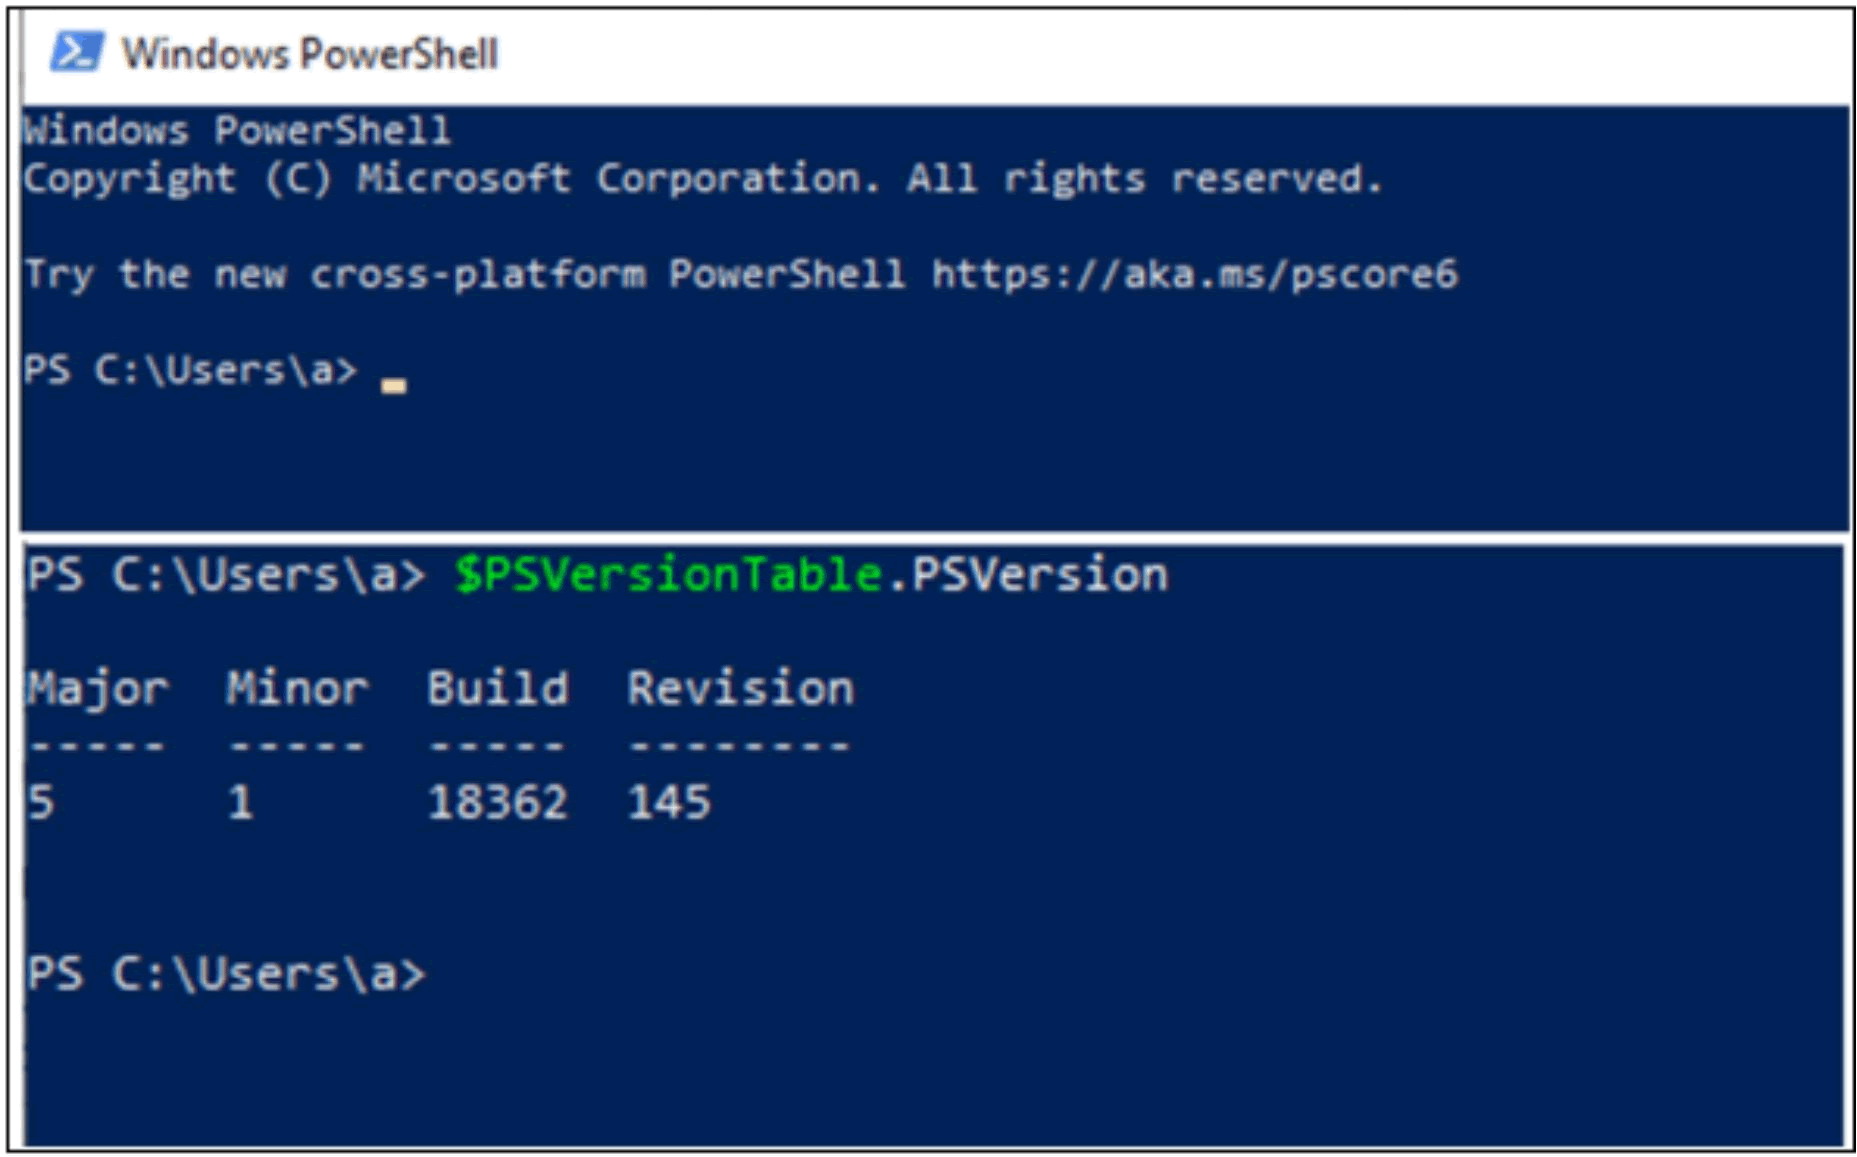 Windows PowerShell
Windows PowerShell
Copyright (C) Microsoft Corporation. All rights reserved.
Try the new cross-platform PowerShell https://aka.ms/pscore6
PS C:\Users\a>
PS C:\Users\a> $PSVersionTable.PSVersion
Major  Minor  Build  Revision
-----  -----  -----  --------
5      1      18362  145
PS C:\Users\a>